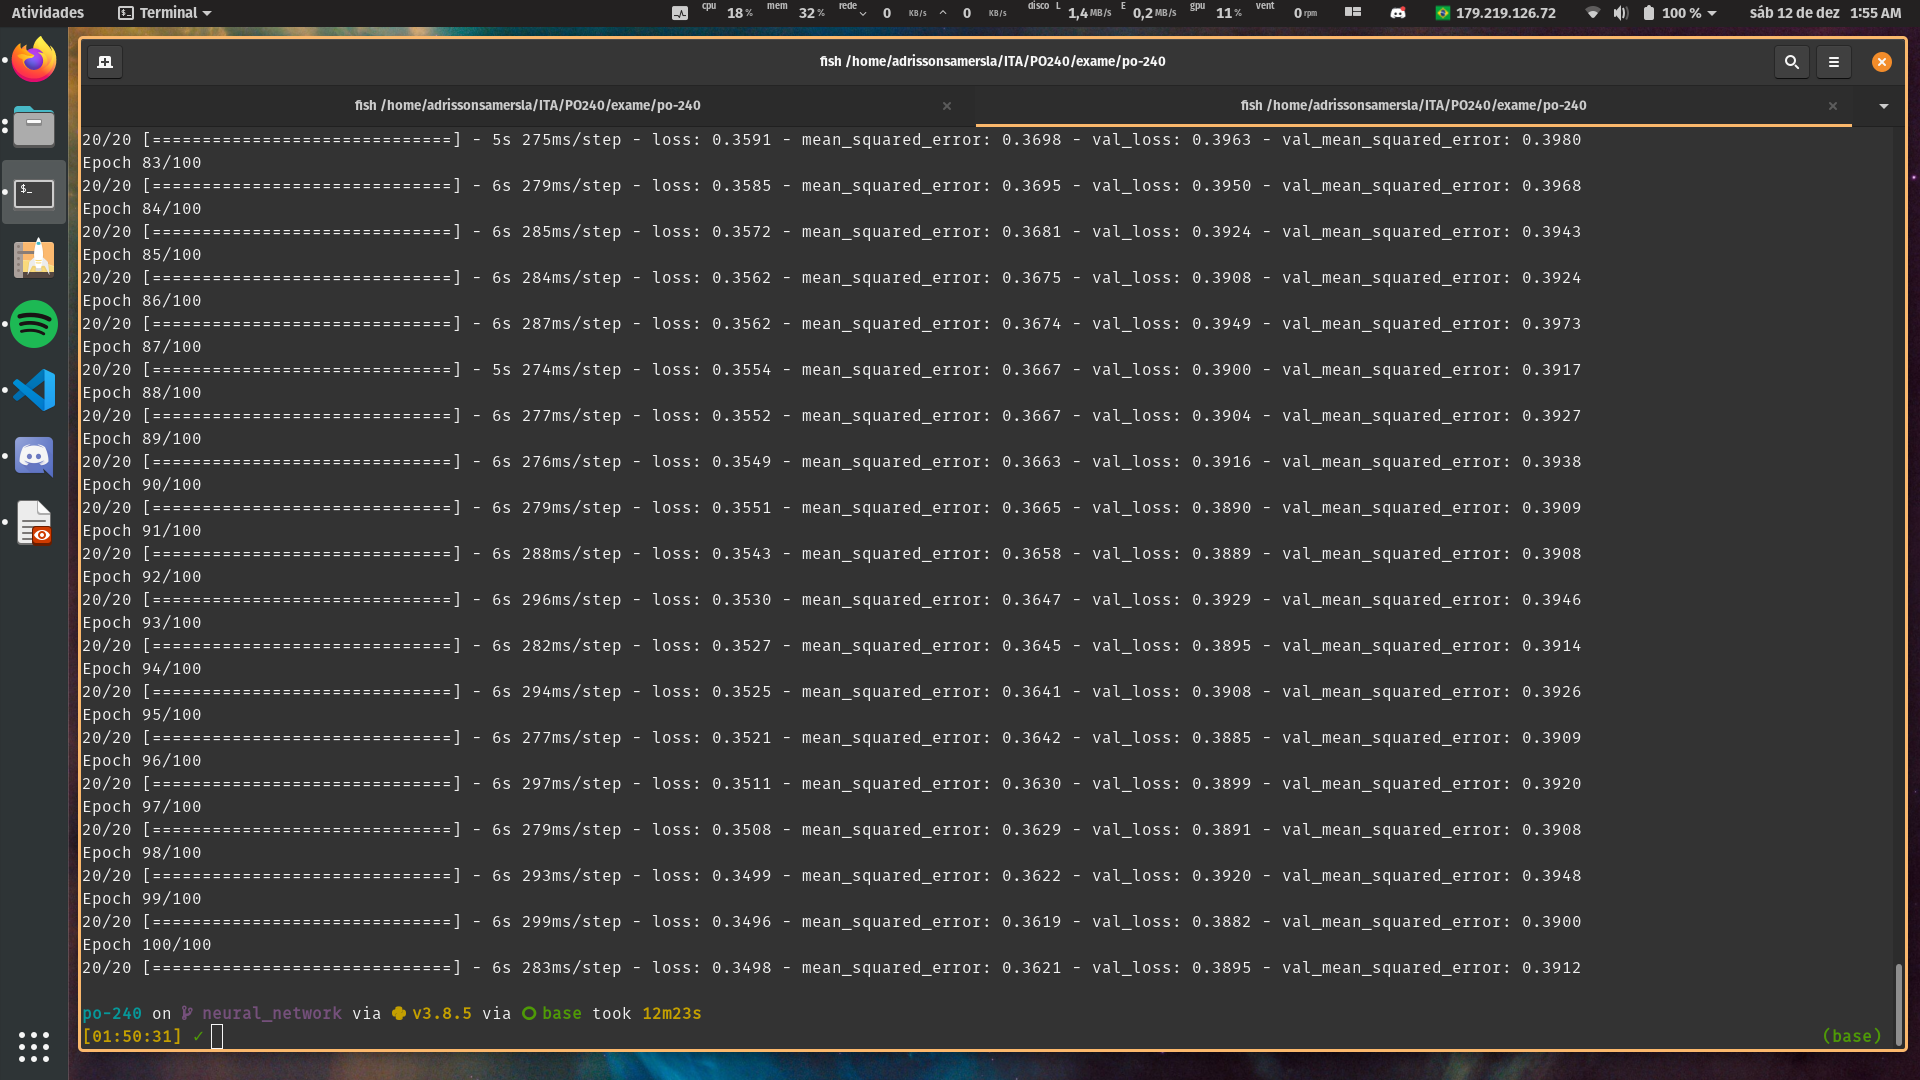 Atividades Terminal cpu 18 % mem 32 % rede 0 KB/s 0 KB/s disco L 1,4 MB/s E 0,2 MB/s gpu 11 % vent 0 rpm 179.219.126.72 100 % sáb 12 de dez 1:55 AM
fish /home/adrissonsamersla/ITA/PO240/exame/po-240
fish /home/adrissonsamersla/ITA/PO240/exame/po-240 × fish /home/adrissonsamersla/ITA/PO240/exame/po-240 ×
20/20 [==============================] - 5s 275ms/step - loss: 0.3591 - mean_squared_error: 0.3698 - val_loss: 0.3963 - val_mean_squared_error: 0.3980
Epoch 83/100
20/20 [==============================] - 6s 279ms/step - loss: 0.3585 - mean_squared_error: 0.3695 - val_loss: 0.3950 - val_mean_squared_error: 0.3968
Epoch 84/100
20/20 [==============================] - 6s 285ms/step - loss: 0.3572 - mean_squared_error: 0.3681 - val_loss: 0.3924 - val_mean_squared_error: 0.3943
Epoch 85/100
20/20 [==============================] - 6s 284ms/step - loss: 0.3562 - mean_squared_error: 0.3675 - val_loss: 0.3908 - val_mean_squared_error: 0.3924
Epoch 86/100
20/20 [==============================] - 6s 287ms/step - loss: 0.3562 - mean_squared_error: 0.3674 - val_loss: 0.3949 - val_mean_squared_error: 0.3973
Epoch 87/100
20/20 [==============================] - 5s 274ms/step - loss: 0.3554 - mean_squared_error: 0.3667 - val_loss: 0.3900 - val_mean_squared_error: 0.3917
Epoch 88/100
20/20 [==============================] - 6s 277ms/step - loss: 0.3552 - mean_squared_error: 0.3667 - val_loss: 0.3904 - val_mean_squared_error: 0.3927
Epoch 89/100
20/20 [==============================] - 6s 276ms/step - loss: 0.3549 - mean_squared_error: 0.3663 - val_loss: 0.3916 - val_mean_squared_error: 0.3938
Epoch 90/100
20/20 [==============================] - 6s 279ms/step - loss: 0.3551 - mean_squared_error: 0.3665 - val_loss: 0.3890 - val_mean_squared_error: 0.3909
Epoch 91/100
20/20 [==============================] - 6s 288ms/step - loss: 0.3543 - mean_squared_error: 0.3658 - val_loss: 0.3889 - val_mean_squared_error: 0.3908
Epoch 92/100
20/20 [==============================] - 6s 296ms/step - loss: 0.3530 - mean_squared_error: 0.3647 - val_loss: 0.3929 - val_mean_squared_error: 0.3946
Epoch 93/100
20/20 [==============================] - 6s 282ms/step - loss: 0.3527 - mean_squared_error: 0.3645 - val_loss: 0.3895 - val_mean_squared_error: 0.3914
Epoch 94/100
20/20 [==============================] - 6s 294ms/step - loss: 0.3525 - mean_squared_error: 0.3641 - val_loss: 0.3908 - val_mean_squared_error: 0.3926
Epoch 95/100
20/20 [==============================] - 6s 277ms/step - loss: 0.3521 - mean_squared_error: 0.3642 - val_loss: 0.3885 - val_mean_squared_error: 0.3909
Epoch 96/100
20/20 [==============================] - 6s 297ms/step - loss: 0.3511 - mean_squared_error: 0.3630 - val_loss: 0.3899 - val_mean_squared_error: 0.3920
Epoch 97/100
20/20 [==============================] - 6s 279ms/step - loss: 0.3508 - mean_squared_error: 0.3629 - val_loss: 0.3891 - val_mean_squared_error: 0.3908
Epoch 98/100
20/20 [==============================] - 6s 293ms/step - loss: 0.3499 - mean_squared_error: 0.3622 - val_loss: 0.3920 - val_mean_squared_error: 0.3948
Epoch 99/100
20/20 [==============================] - 6s 299ms/step - loss: 0.3496 - mean_squared_error: 0.3619 - val_loss: 0.3882 - val_mean_squared_error: 0.3900
Epoch 100/100
20/20 [==============================] - 6s 283ms/step - loss: 0.3498 - mean_squared_error: 0.3621 - val_loss: 0.3895 - val_mean_squared_error: 0.3912
po-240 on neural_network via v3.8.5 via base took 12m23s
[01:50:31] ✓ (base)